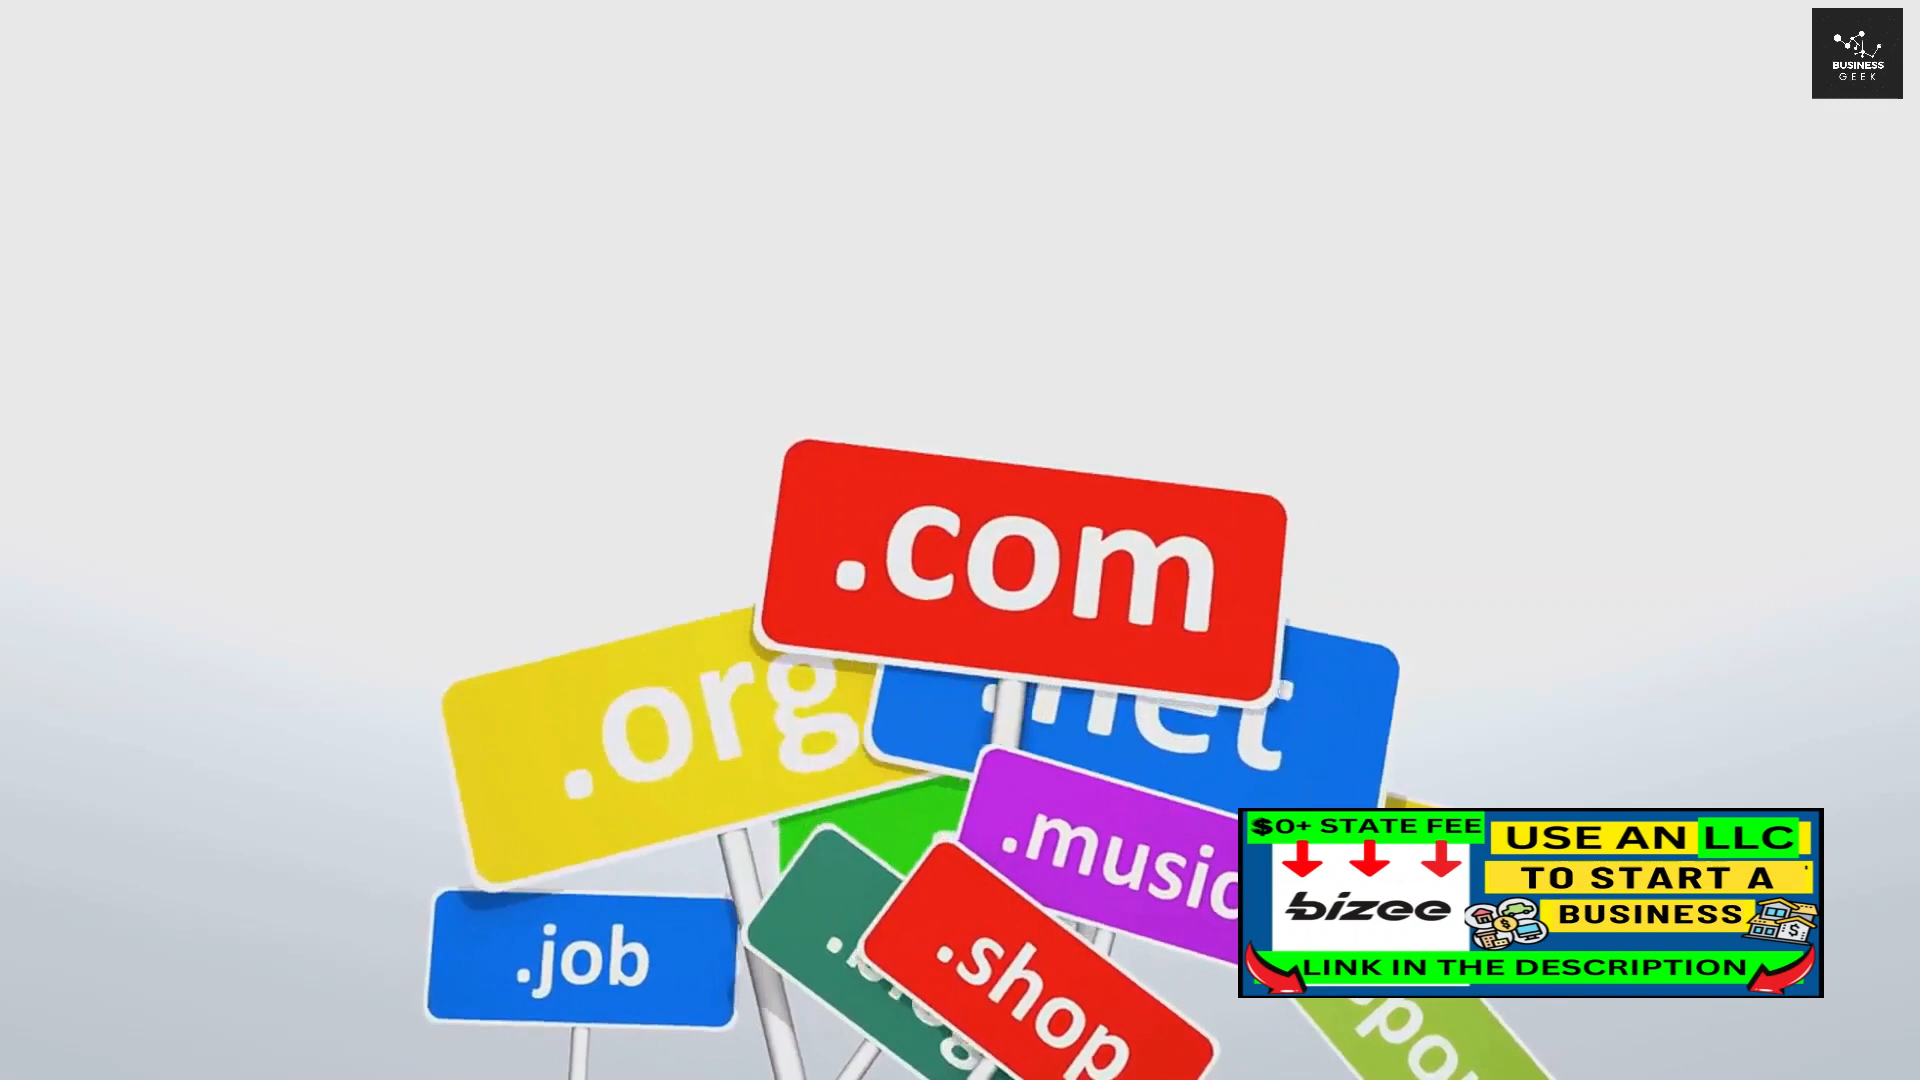 BUSINESS
GEEK
.com
.org
.net
.music
.job
.blog
.shop
$0+ STATE FEE
bizee
USE AN LLC
TO START A
BUSINESS
LINK IN THE DESCRIPTION